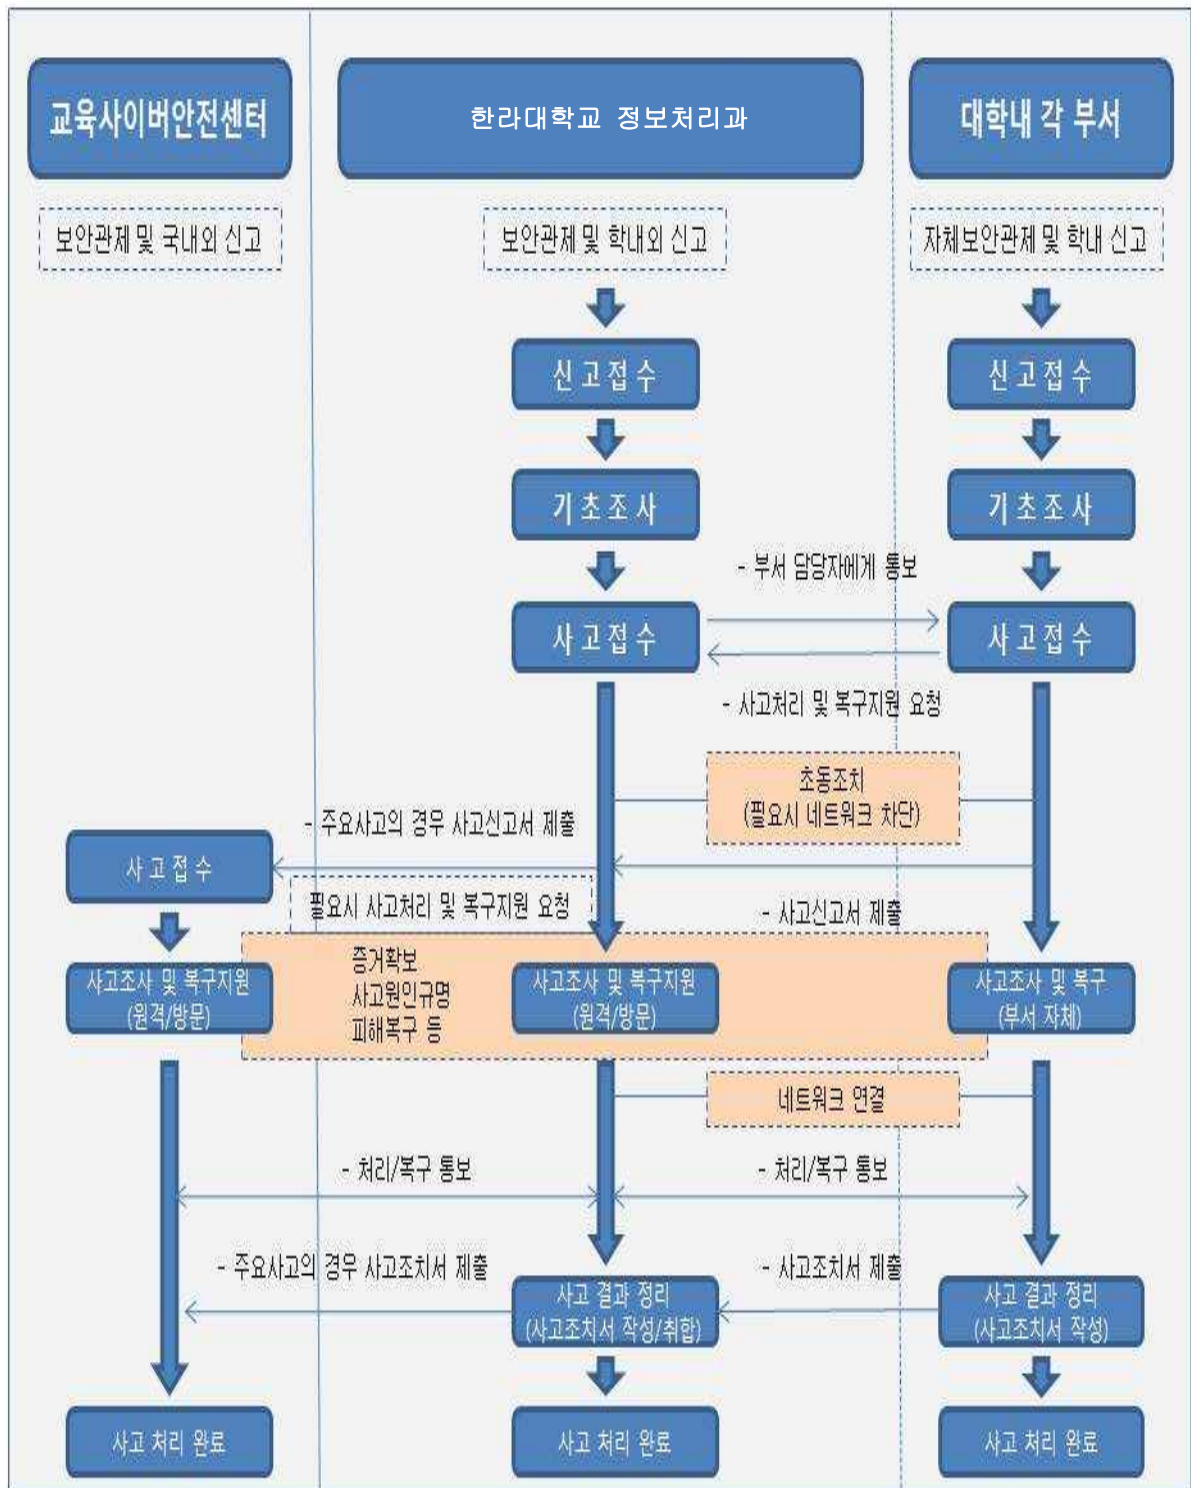 교육사이버안전센터
한라대학교 정보처리과
대학내 각 부서
보안관제 및 국내외 신고
보안관제 및 학내외 신고
자체보안관제 및 학내 신고
신고접수
신고접수
기초조사
기초조사
- 부서 담당자에게 통보
사고접수
사고접수
- 사고처리 및 복구지원 요청
초동조치
(필요시 네트워크 차단)
- 주요사고의 경우 사고신고서 제출
사고접수
필요시 사고처리 및 복구지원 요청
- 사고신고서 제출
증거확보
사고원인규명
피해복구 등
사고조사 및 복구지원
(원격/방문)
사고조사 및 복구지원
(원격/방문)
사고조사 및 복구
(부서 자체)
네트워크 연결
- 처리/복구 통보
- 처리/복구 통보
- 주요사고의 경우 사고조치서 제출
- 사고조치서 제출
사고 결과 정리
(사고조치서 작성/취합)
사고 결과 정리
(사고조치서 작성)
사고 처리 완료
사고 처리 완료
사고 처리 완료